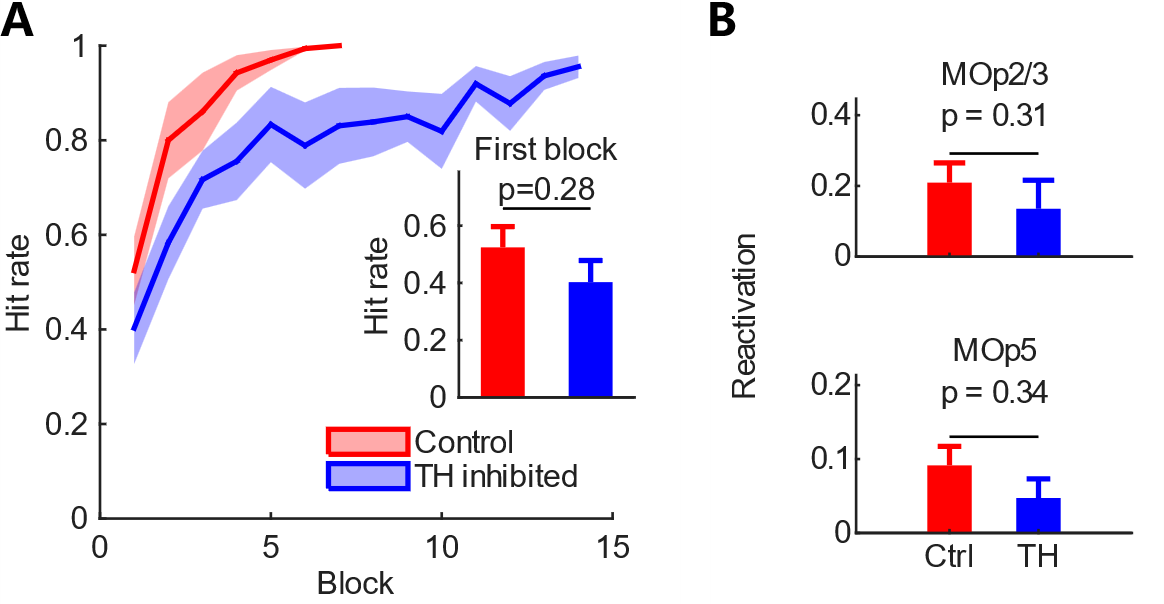 A
1
0.8
0.6
0.4
0.2
0
Hit rate
0
5
10
15
Block
First block
p=0.28
0.6
0.4
0.2
0
Hit rate
Control
TH inhibited
B
Reactivation
MOp2/3
p = 0.31
0.4
0.2
0
MOp5
p = 0.34
0.2
0.1
0
Ctrl TH